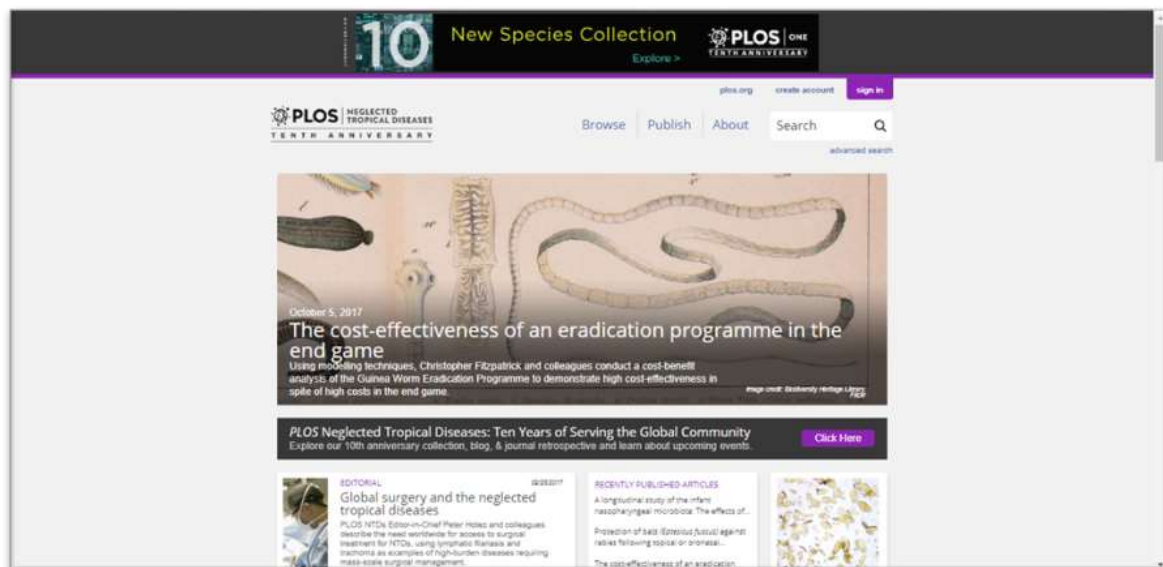 10
New Species Collection
Explore >
PLOS ONE
TENTH ANNIVERSARY
plos.org create account sign in
PLOS NEGLECTED
TROPICAL DISEASES
TENTH ANNIVERSARY
Browse Publish About Search
advanced search
October 5, 2017
The cost-effectiveness of an eradication programme in the
end game
Using modelling techniques, Christopher Fitzpatrick and colleagues conduct a cost-benefit
analysis of the Guinea Worm Eradication Programme to demonstrate high cost-effectiveness in
spite of high costs in the end game.
Image credit: Biodiversity Heritage Library,
Flickr
PLOS Neglected Tropical Diseases: Ten Years of Serving the Global Community
Explore our 10th anniversary collection, blog, & journal retrospective and learn about upcoming events.
Click Here
EDITORIAL
Global surgery and the neglected
tropical diseases
PLOS NTDs Editor-in-Chief Peter Hotez and colleagues
describe the need worldwide for access to surgical
treatment for NTDs, using lymphatic filariasis and
trachoma as examples of high-burden diseases requiring
mass-scale surgical management.
RECENTLY PUBLISHED ARTICLES
A longitudinal study of the infant
nasopharyngeal microbiota: The effects of...
Protection of bats (Eptesicus fuscus) against
rabies following topical or oronasal...
The cost-effectiveness of an eradication